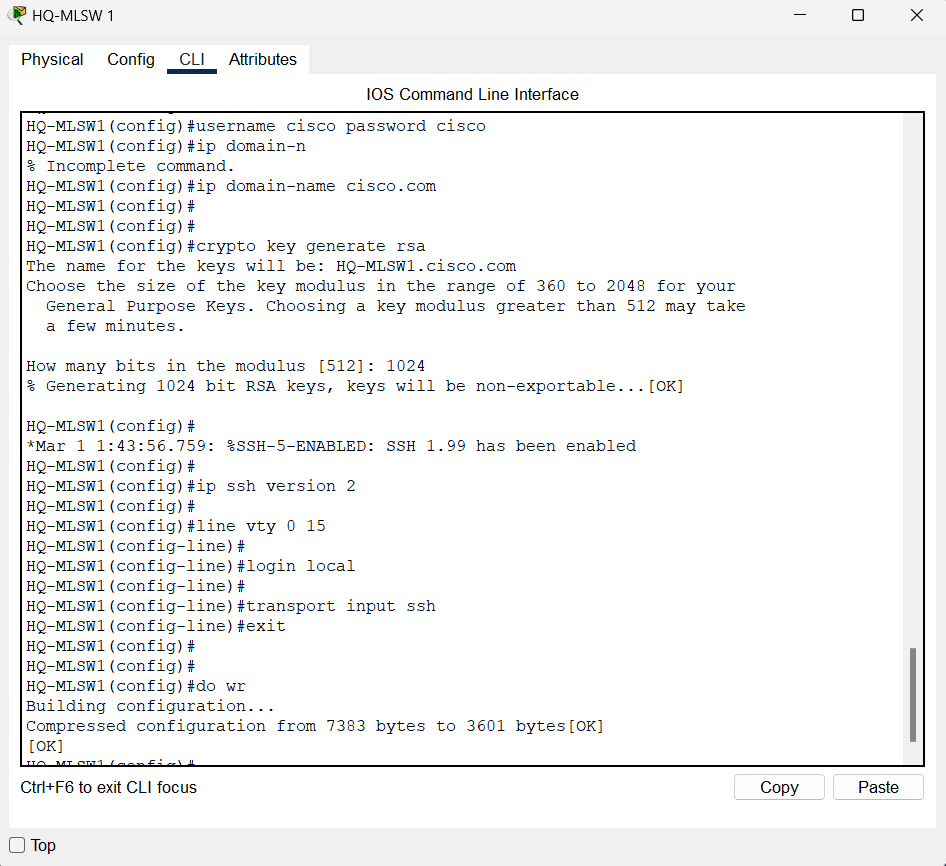 HQ-MLSW 1
Physical Config CLI Attributes
IOS Command Line Interface
HQ-MLSW1(config)#username cisco password cisco
HQ-MLSW1(config)#ip domain-n
% Incomplete command.
HQ-MLSW1(config)#ip domain-name cisco.com
HQ-MLSW1(config)#
HQ-MLSW1(config)#
HQ-MLSW1(config)#crypto key generate rsa
The name for the keys will be: HQ-MLSW1.cisco.com
Choose the size of the key modulus in the range of 360 to 2048 for your
  General Purpose Keys. Choosing a key modulus greater than 512 may take
  a few minutes.

How many bits in the modulus [512]: 1024
% Generating 1024 bit RSA keys, keys will be non-exportable...[OK]

HQ-MLSW1(config)#
*Mar 1 1:43:56.759: %SSH-5-ENABLED: SSH 1.99 has been enabled
HQ-MLSW1(config)#
HQ-MLSW1(config)#ip ssh version 2
HQ-MLSW1(config)#
HQ-MLSW1(config)#line vty 0 15
HQ-MLSW1(config-line)#
HQ-MLSW1(config-line)#login local
HQ-MLSW1(config-line)#
HQ-MLSW1(config-line)#transport input ssh
HQ-MLSW1(config-line)#exit
HQ-MLSW1(config)#
HQ-MLSW1(config)#
HQ-MLSW1(config)#do wr
Building configuration...
Compressed configuration from 7383 bytes to 3601 bytes[OK]
[OK]
HQ-MLSW1(config)#
Ctrl+F6 to exit CLI focus
Copy Paste
Top